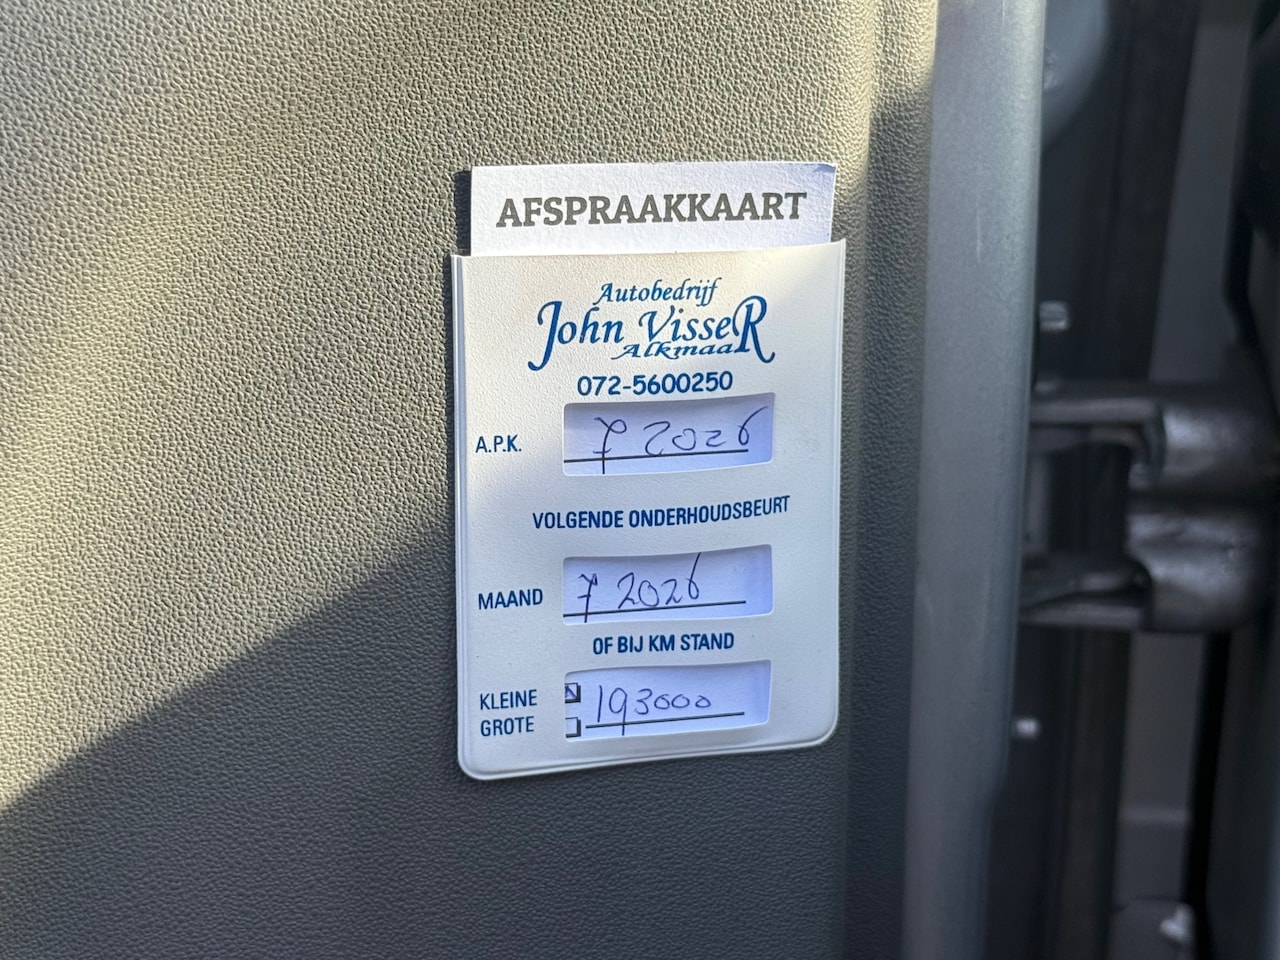 AFSPRAAKKAART
Autobedrijf
John Visser
Alkmaar
072-5600250
A.P.K. 7 2026
VOLGENDE ONDERHOUDSBEURT
MAAND 7 2026
OF BIJ KM STAND
KLEINE 193000
GROTE